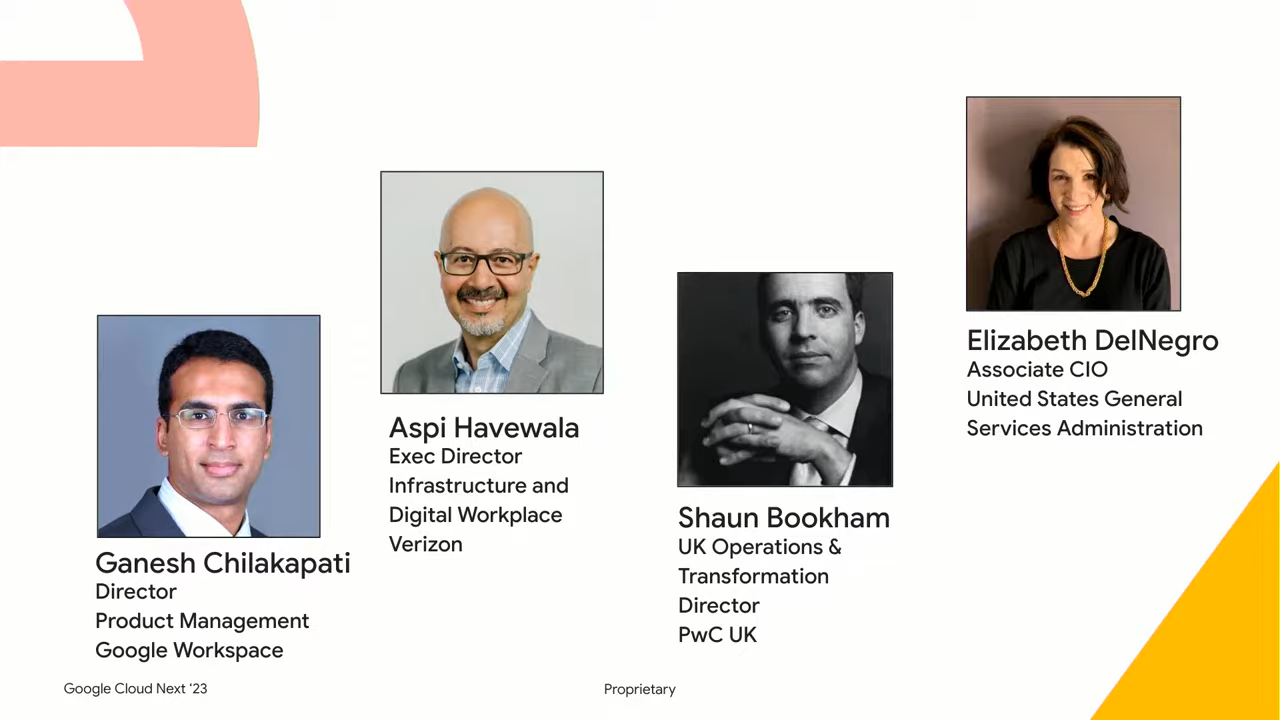 Ganesh Chilakapati
Director
Product Management
Google Workspace
Aspi Havewala
Exec Director
Infrastructure and
Digital Workplace
Verizon
Shaun Bookham
UK Operations &
Transformation
Director
PwC UK
Elizabeth DelNegro
Associate CIO
United States General
Services Administration
Google Cloud Next ‘23
Proprietary